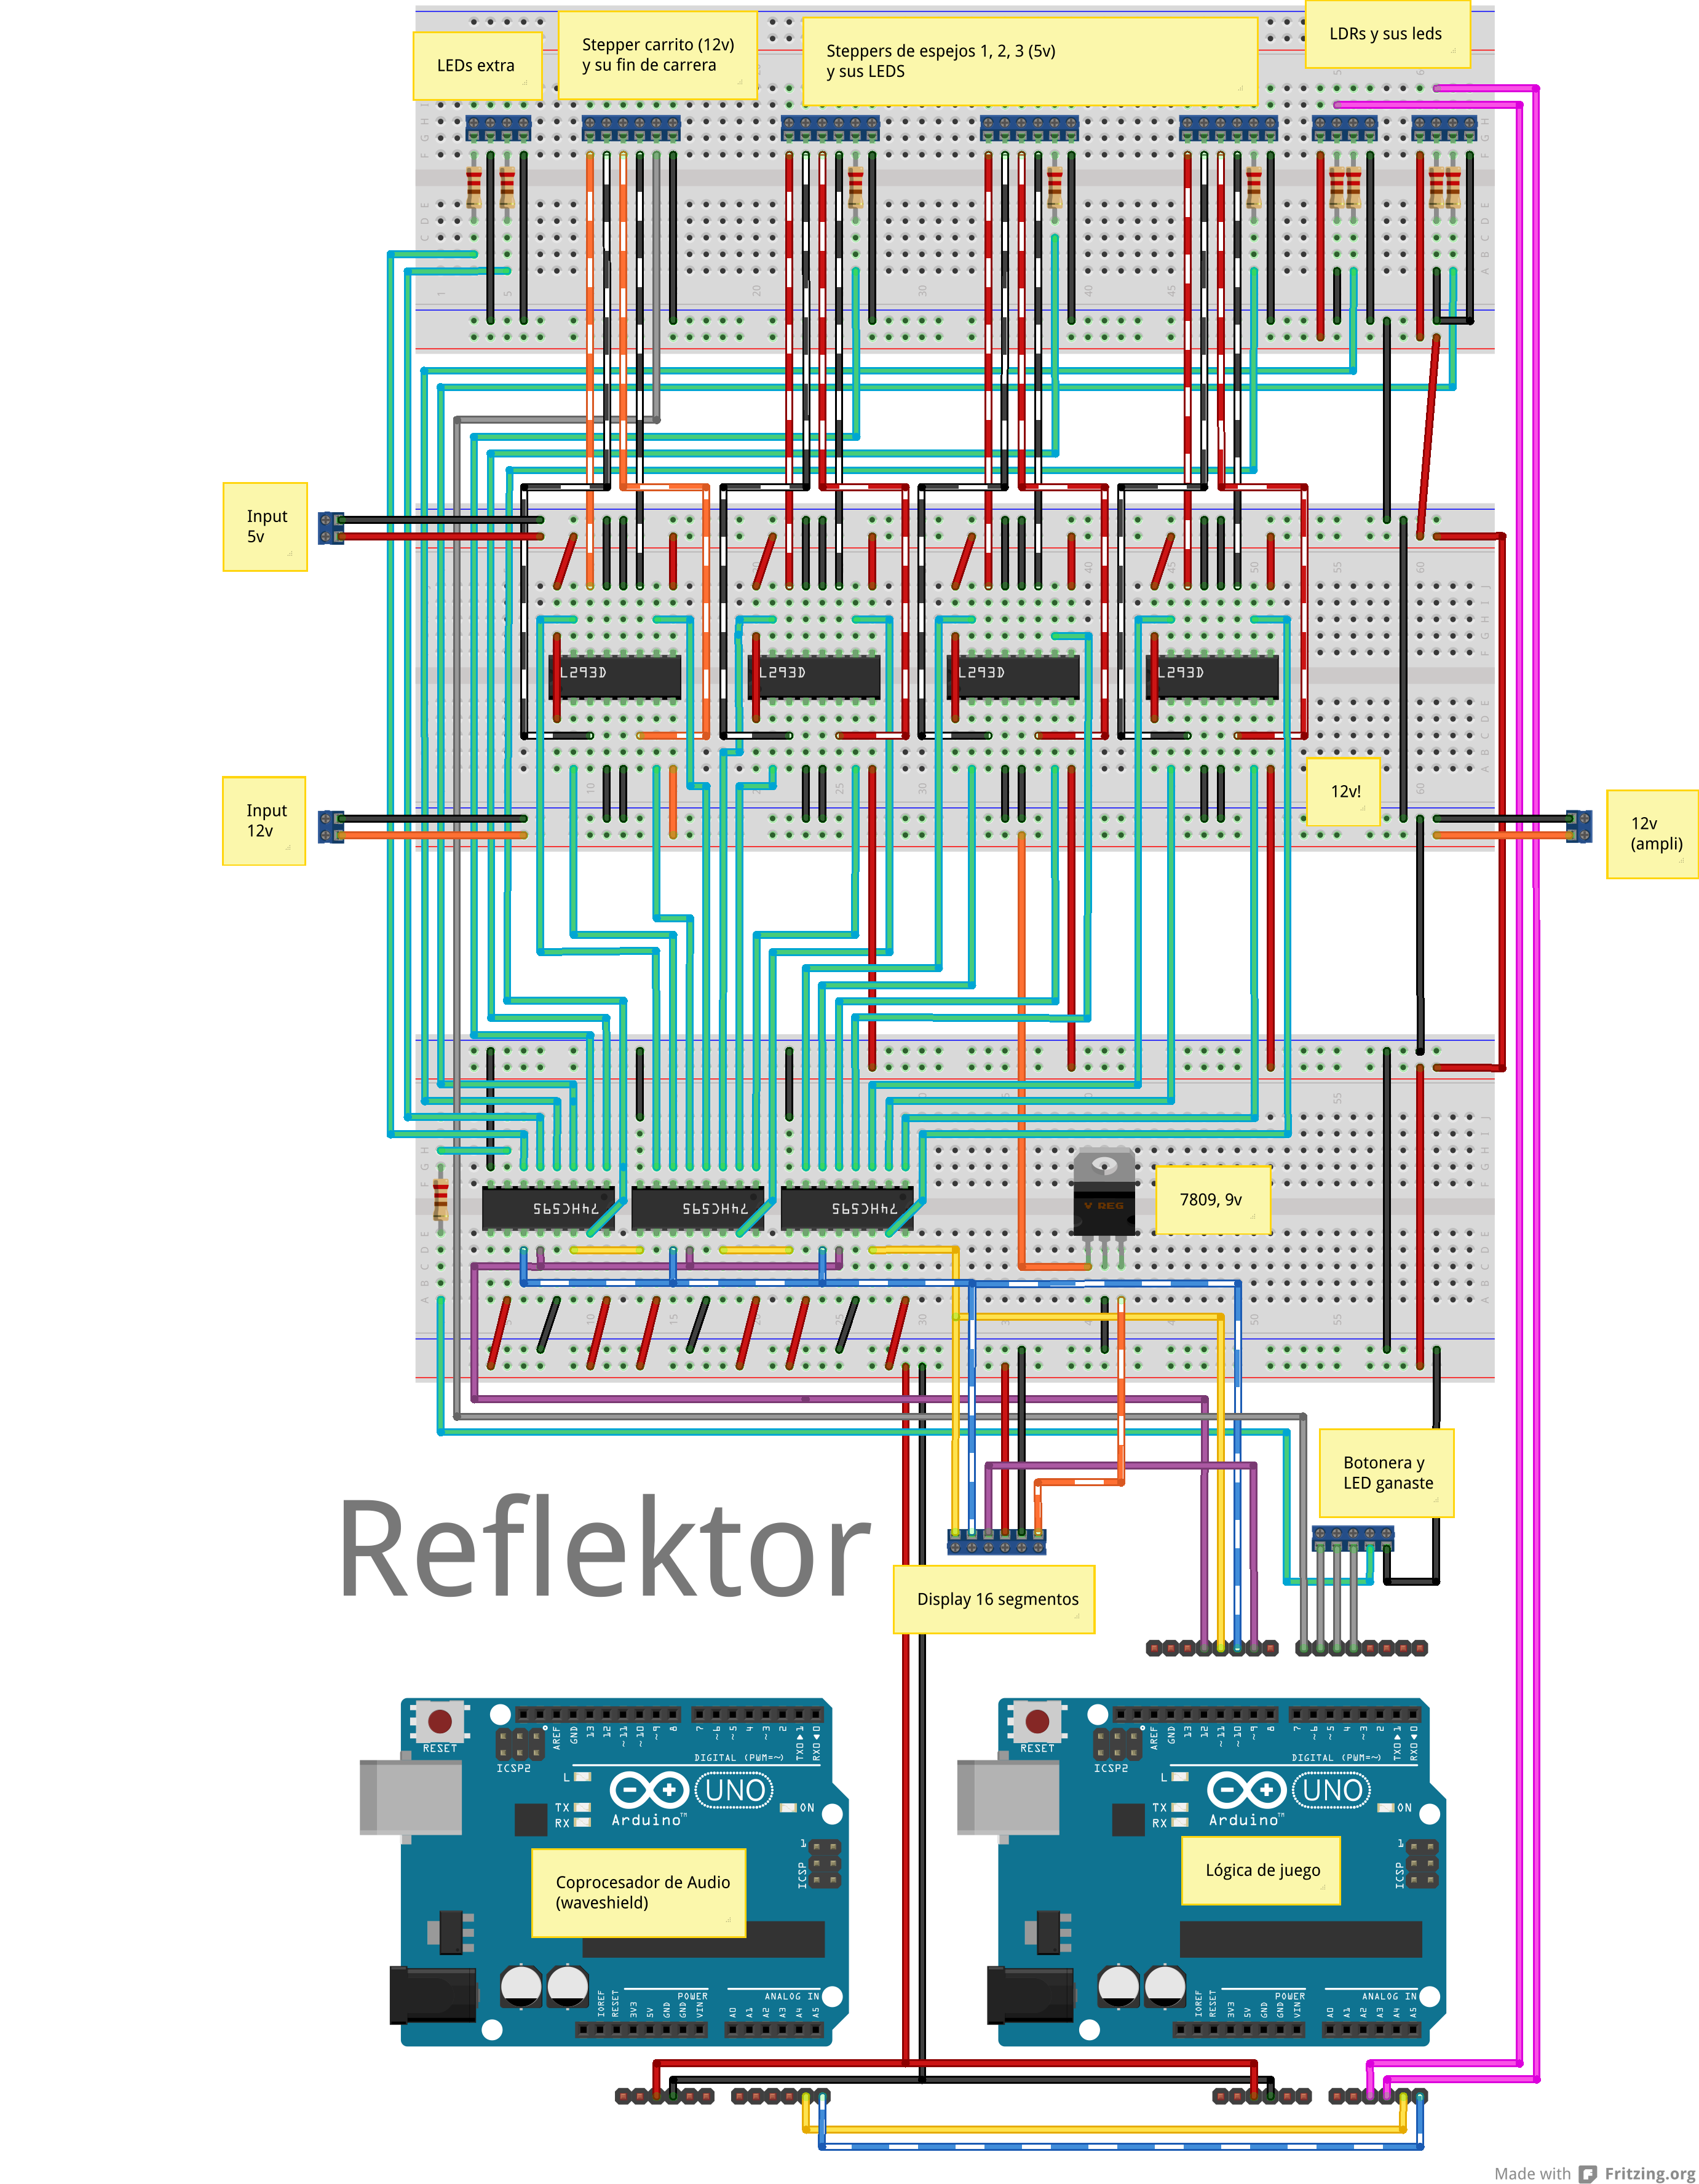 LEDs extra
Stepper carrito (12v)
y su fin de carrera
Steppers de espejos 1, 2, 3 (5v)
y sus LEDS
LDRs y sus leds
Input
5v
L293D
L293D
L293D
L293D
Input
12v
12v!
12v
(ampli)
74HC595
74HC595
74HC595
V REG
7809, 9v
Botonera y
LED ganaste
Reflektor
Display 16 segmentos
RESET
ICSP2
AREF
GND
13
12
~11
~10
~9
8
7
~6
~5
4
~3
2
TX0▶1
RX0◀0
DIGITAL (PWM=~)
L
TX
RX
UNO
Arduino™
ON
1
ICSP
Coprocesador de Audio
(waveshield)
POWER
ANALOG IN
IOREF
RESET
3V3
5V
GND
GND
VIN
A0
A1
A2
A3
A4
A5
RESET
ICSP2
AREF
GND
13
12
~11
~10
~9
8
7
~6
~5
4
~3
2
TX0▶1
RX0◀0
DIGITAL (PWM=~)
L
TX
RX
UNO
Arduino™
ON
1
ICSP
Lógica de juego
POWER
ANALOG IN
IOREF
RESET
3V3
5V
GND
GND
VIN
A0
A1
A2
A3
A4
A5
Made with Fritzing.org